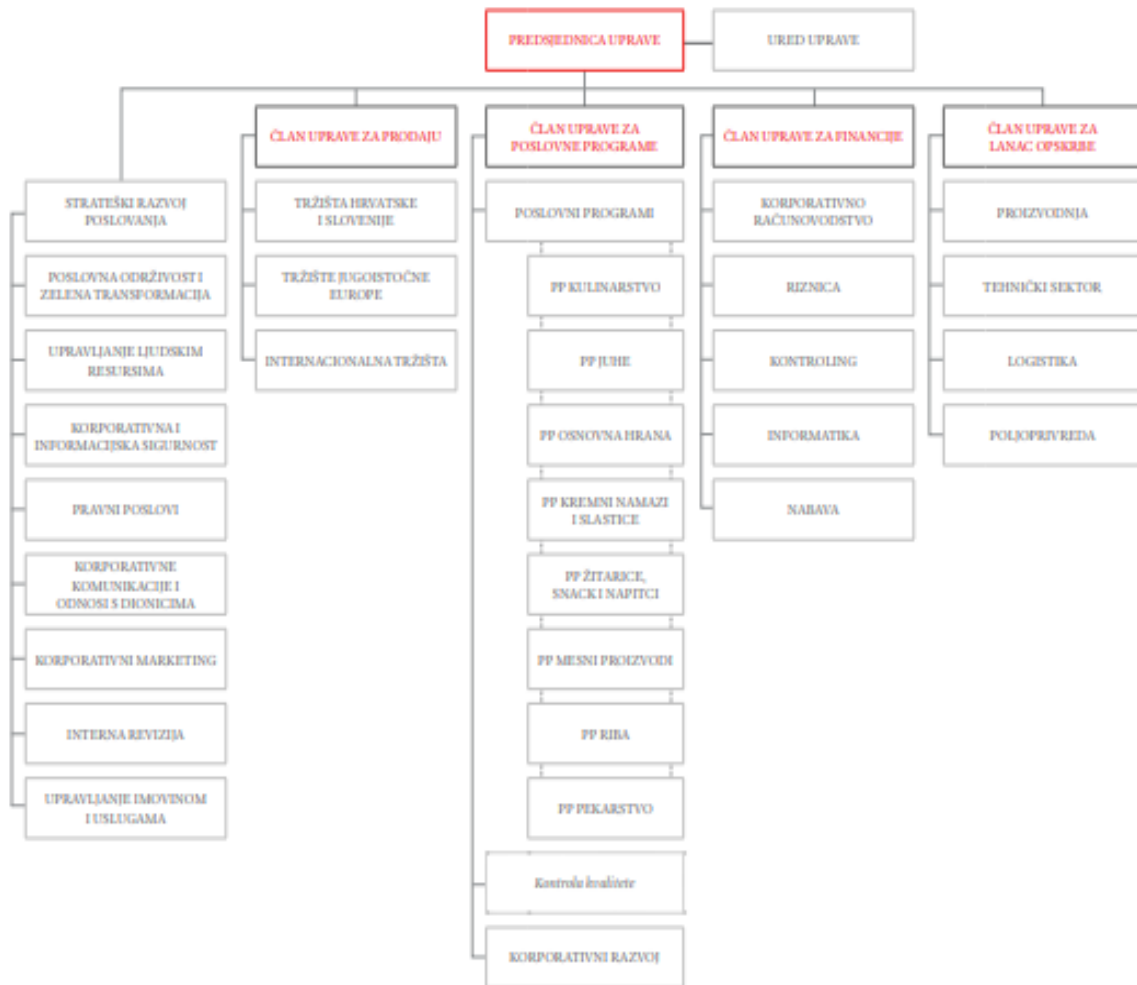 PREDSJEDNICA UPRAVE
URED UPRAVE
STRATEŠKI RAZVOJ
POSLOVANJA
POSLOVNA ODRŽIVOST I
ZELENA TRANSFORMACIJA
UPRAVLJANJE LJUDSKIM
RESURSIMA
KORPORATIVNA I
INFORMACIJSKA SIGURNOST
PRAVNI POSLOVI
KORPORATIVNE
KOMUNIKACIJE I
ODNOSI S DIONICIMA
KORPORATIVNI MARKETING
INTERNA REVIZIJA
UPRAVLJANJE IMOVINOM
I USLUGAMA
ČLAN UPRAVE ZA PRODAJU
TRŽIŠTA HRVATSKE
I SLOVENIJE
TRŽIŠTE JUGOISTOČNE
EUROPE
INTERNACIONALNA TRŽIŠTA
ČLAN UPRAVE ZA
POSLOVNE PROGRAME
POSLOVNI PROGRAMI
PP KULINARSTVO
PP JUHE
PP OSNOVNA HRANA
PP KREMNI NAMAZI
I SLASTICE
PP ŽITARICE,
SNACK I NAPITCI
PP MESNI PROIZVODI
PP RIBA
PP PEKARSTVO
Kontrola kvalitete
KORPORATIVNI RAZVOJ
ČLAN UPRAVE ZA FINANCIJE
KORPORATIVNO
RAČUNOVODSTVO
RIZNICA
KONTROLING
INFORMATIKA
NABAVA
ČLAN UPRAVE ZA
LANAC OPSKRBE
PROIZVODNJA
TEHNIČKI SEKTOR
LOGISTIKA
POLJOPRIVREDA